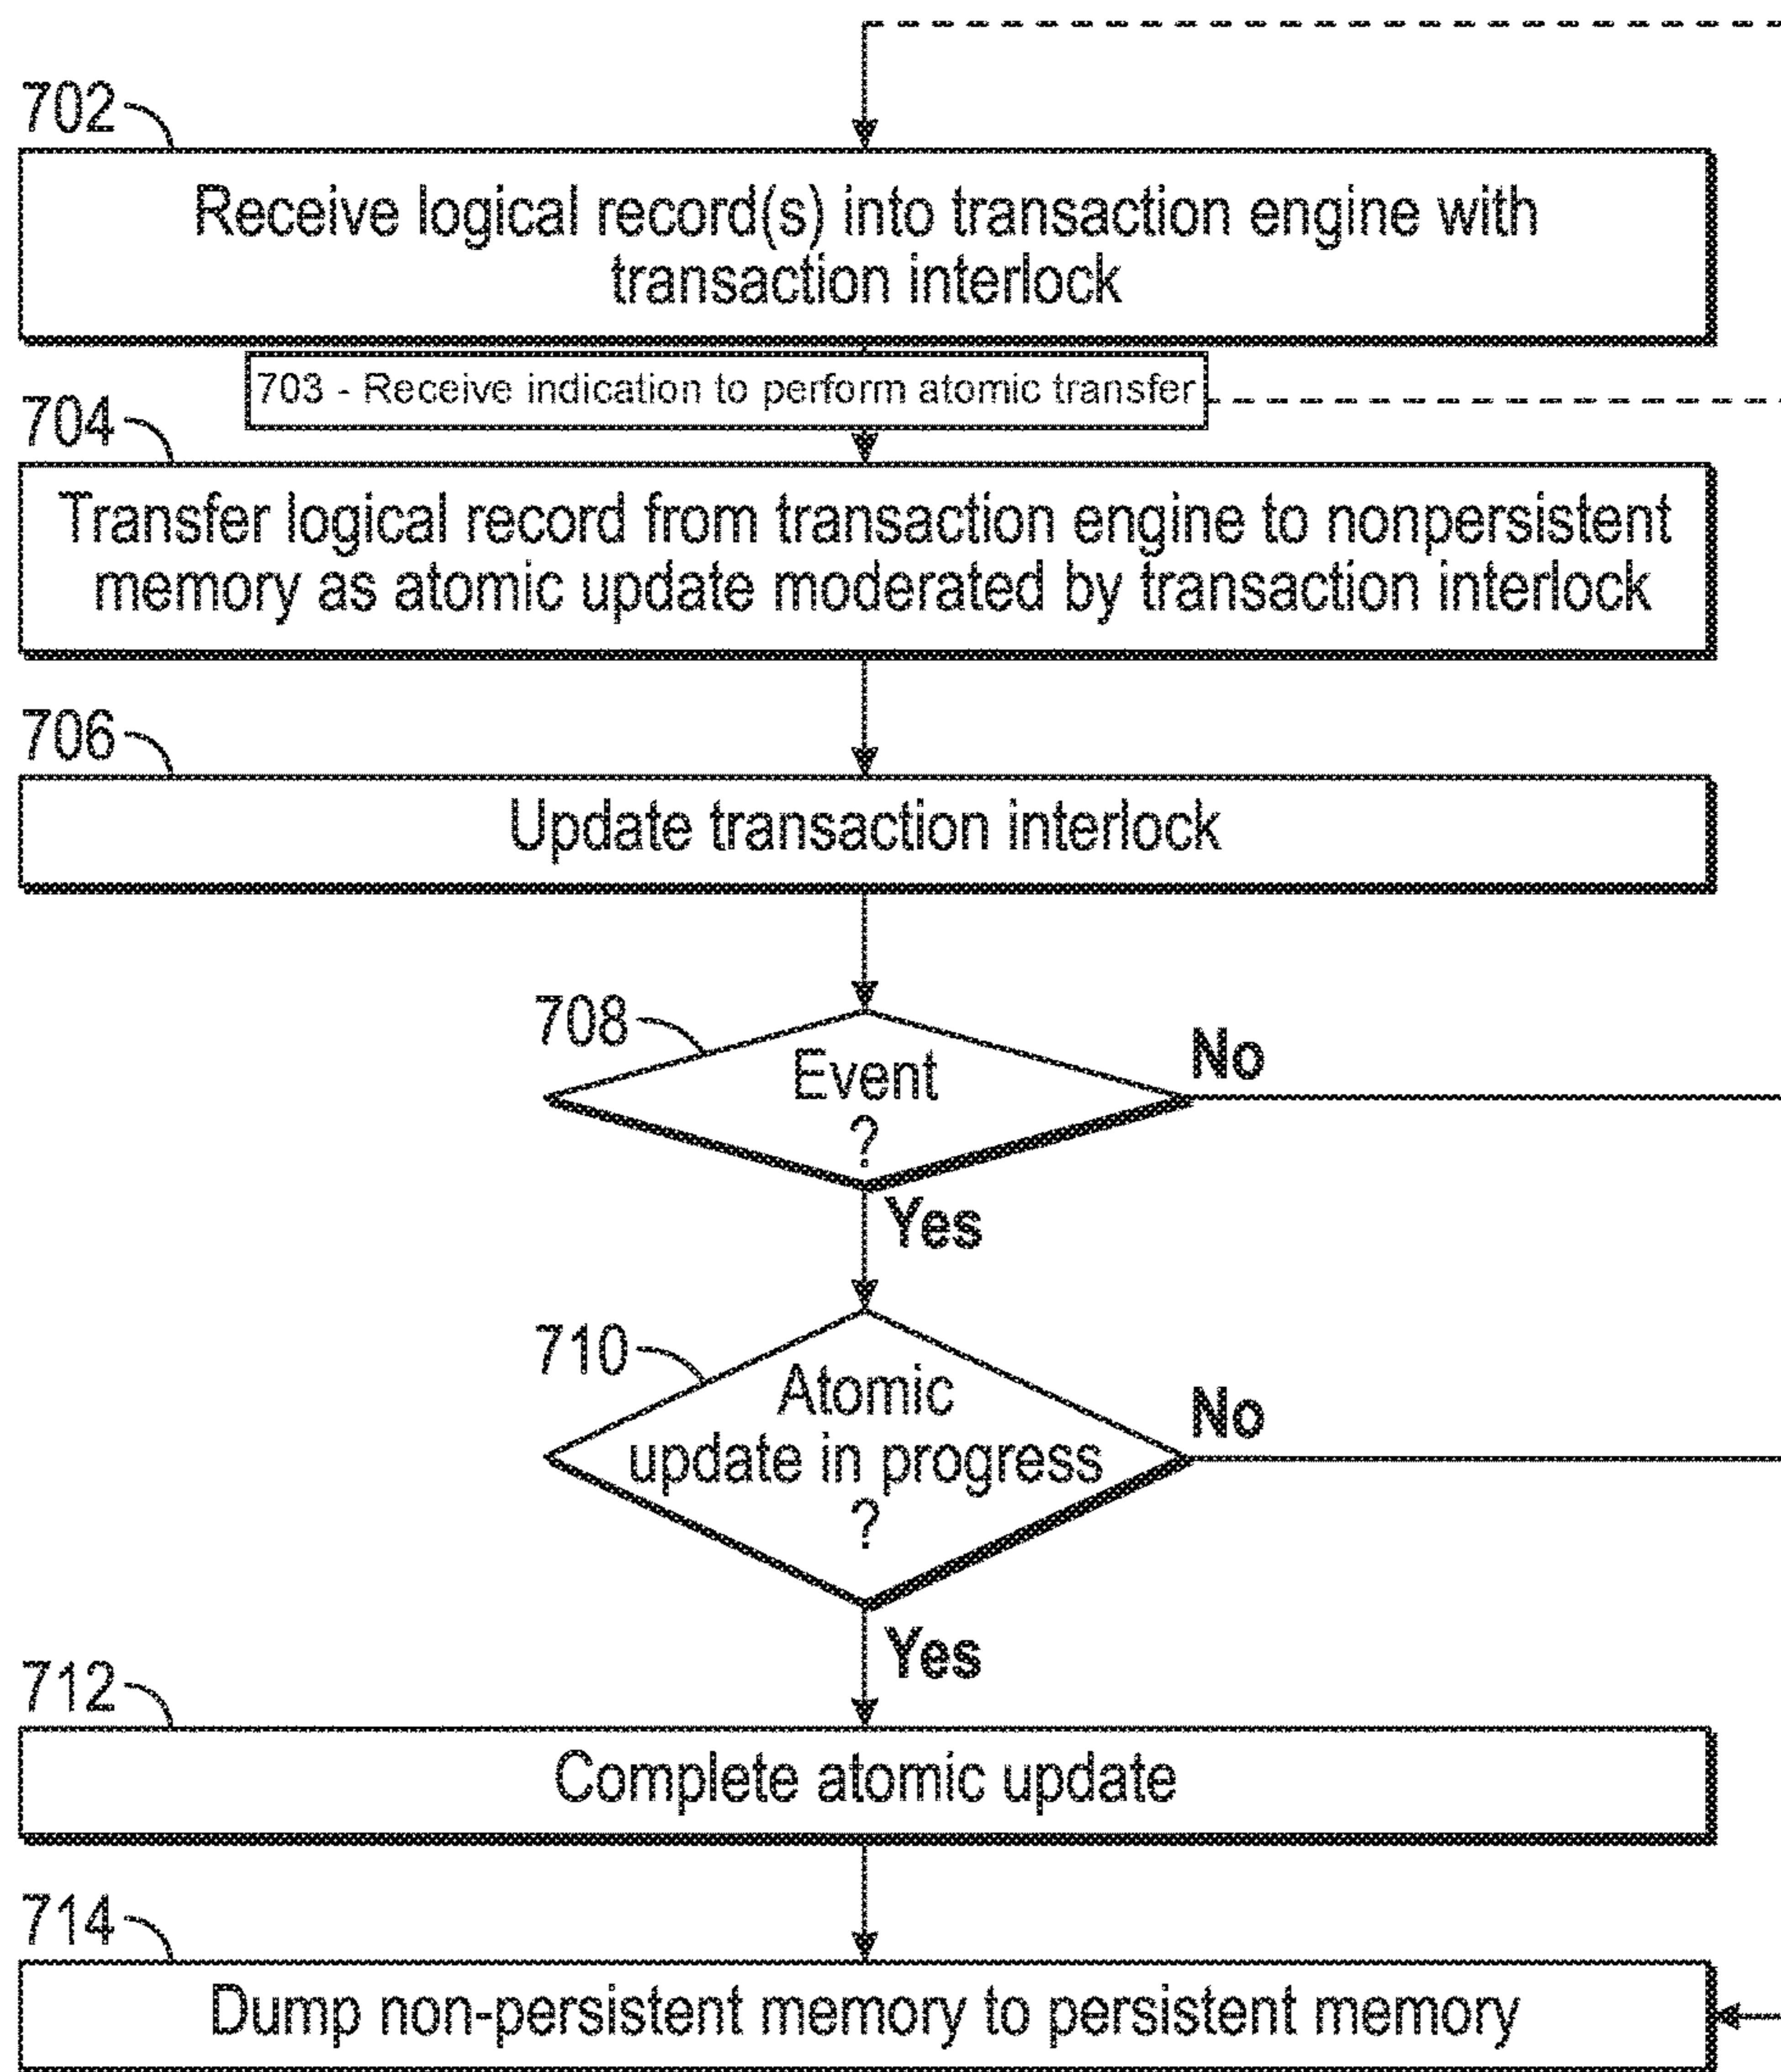 702
Receive logical record(s) into transaction engine with
transaction interlock
703 - Receive indication to perform atomic transfer
704
Transfer logical record from transaction engine to nonpersistent
memory as atomic update moderated by transaction interlock
706
Update transaction interlock
708
Event
?
No
Yes
710
Atomic
update in progress
?
No
Yes
712
Complete atomic update
714
Dump non-persistent memory to persistent memory